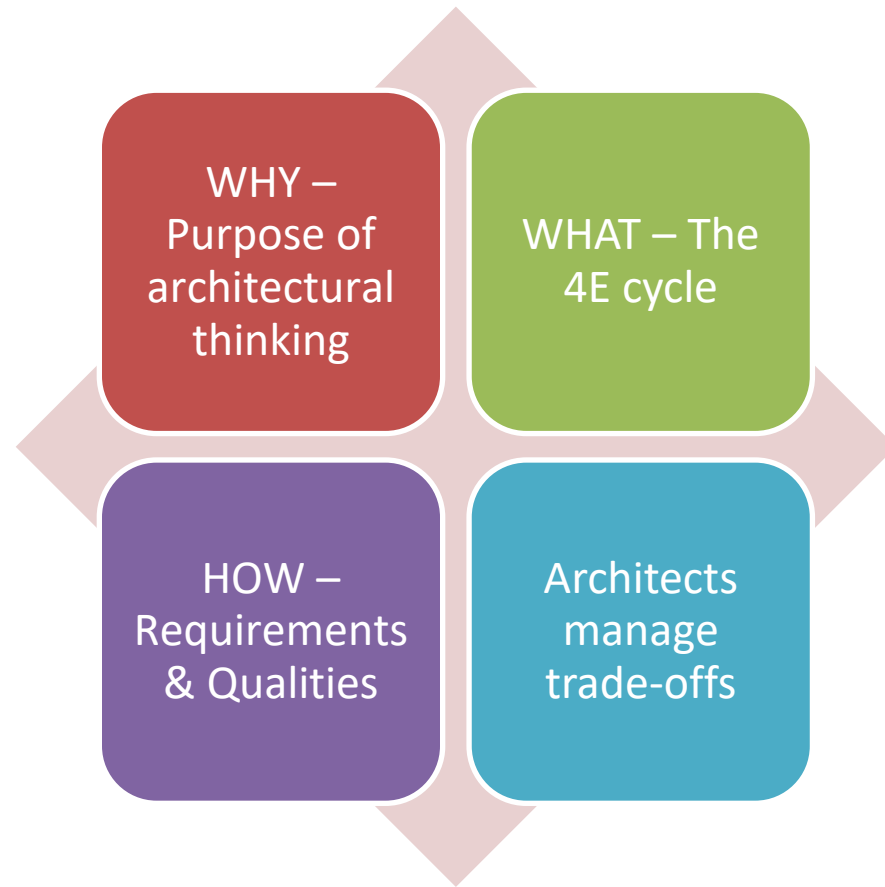 WHY –
Purpose of
architectural
thinking
WHAT – The
4E cycle
HOW –
Requirements
& Qualities
Architects
manage
trade-offs